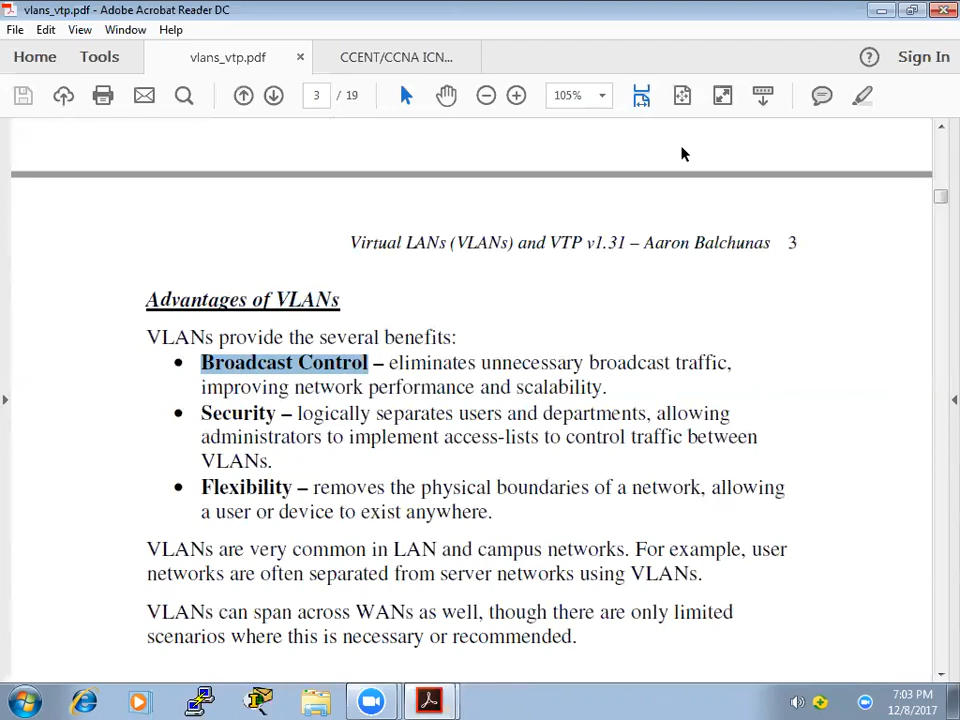 vlans_vtp.pdf - Adobe Acrobat Reader DC
File Edit View Window Help
Home Tools vlans_vtp.pdf × CCENT/CCNA ICN... ? Sign In
3 / 19 105%
Virtual LANs (VLANs) and VTP v1.31 – Aaron Balchunas 3
Advantages of VLANs
VLANs provide the several benefits:
• Broadcast Control – eliminates unnecessary broadcast traffic,
improving network performance and scalability.
• Security – logically separates users and departments, allowing
administrators to implement access-lists to control traffic between
VLANs.
• Flexibility – removes the physical boundaries of a network, allowing
a user or device to exist anywhere.
VLANs are very common in LAN and campus networks. For example, user
networks are often separated from server networks using VLANs.
VLANs can span across WANs as well, though there are only limited
scenarios where this is necessary or recommended.
7:03 PM
12/8/2017